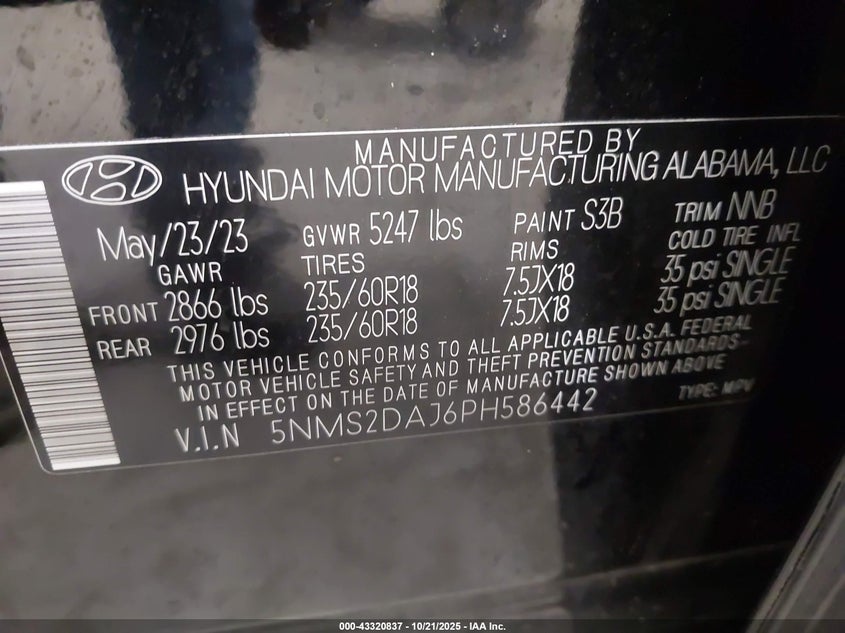 MANUFACTURED BY
HYUNDAI MOTOR MANUFACTURING ALABAMA, LLC
May/23/23 GVWR 5247 lbs PAINT S3B TRIM NNB
GAWR TIRES RIMS COLD TIRE INFL
FRONT 2866 lbs 235/60R18 7.5JX18 35 psi SINGLE
REAR 2976 lbs 235/60R18 7.5JX18 35 psi SINGLE
THIS VEHICLE CONFORMS TO ALL APPLICABLE U.S.A. FEDERAL
MOTOR VEHICLE SAFETY AND THEFT PREVENTION STANDARDS
IN EFFECT ON THE DATE OF MANUFACTURE SHOWN ABOVE
V.I.N 5NMS2DAJ6PH586442 TYPE: MPV
000-43320837 - 10/21/2025 - IAA Inc.